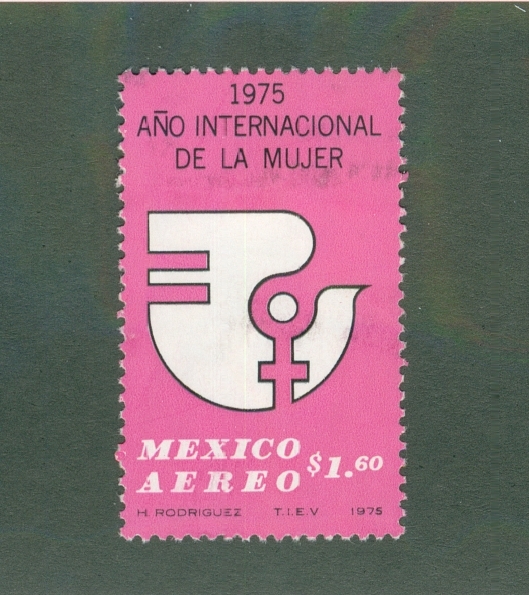 1975
AÑO INTERNACIONAL
DE LA MUJER
MEXICO
AEREO $1.60
H. RODRIGUEZ T.I.E.V 1975